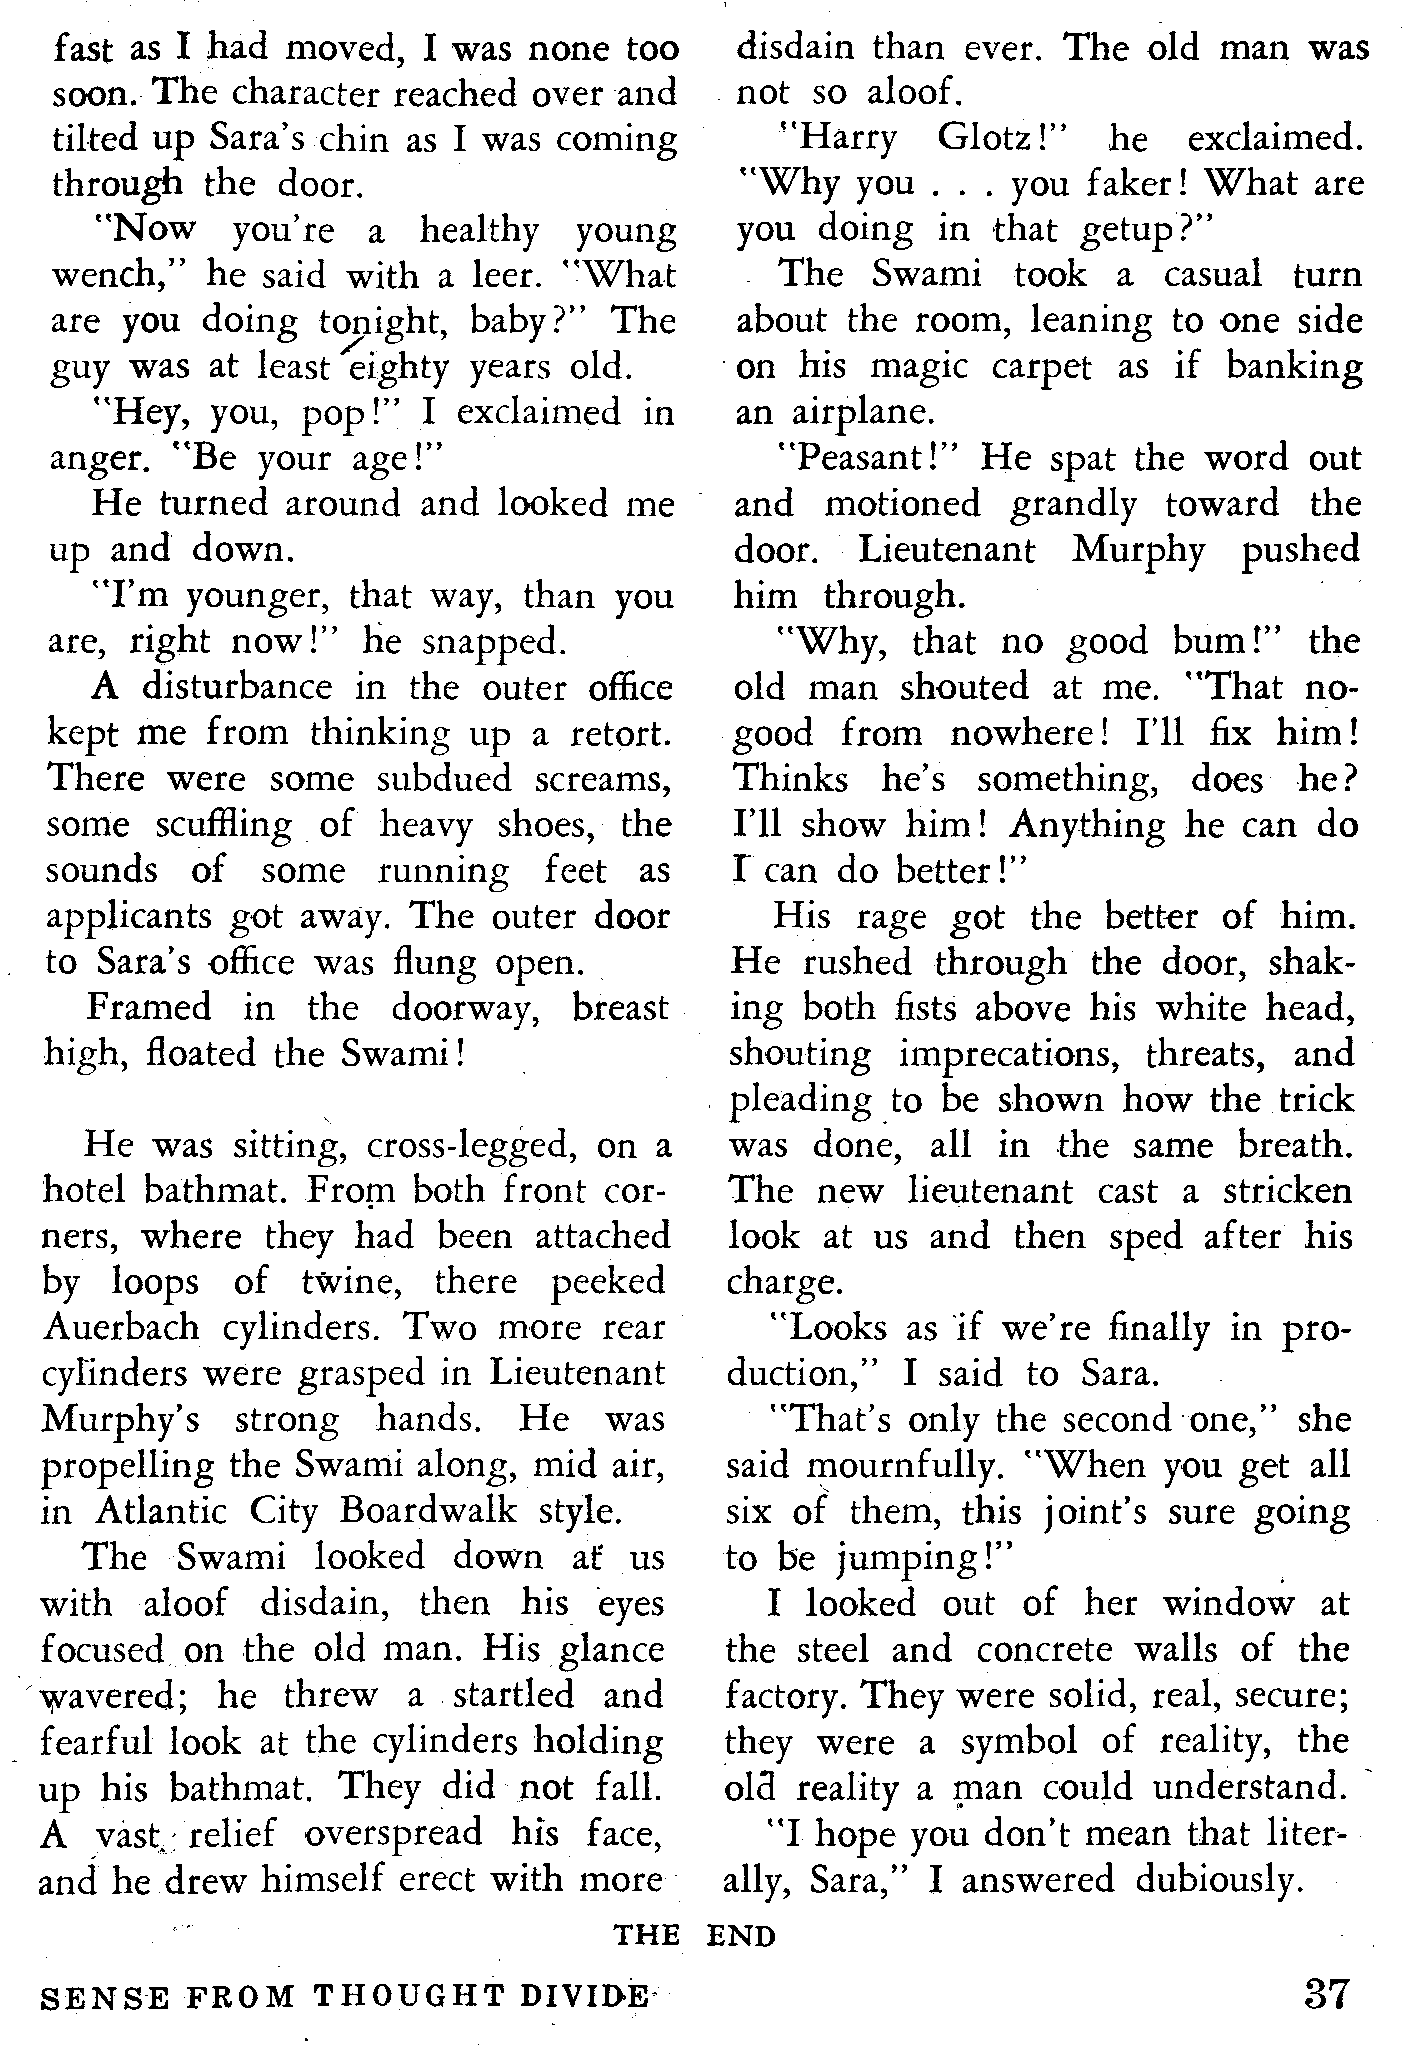 fast as I had moved, I was none too
soon. The character reached over and
tilted up Sara's chin as I was coming
through the door.
"Now you're a healthy young
wench," he said with a leer. "What
are you doing tonight, baby?" The
guy was at least eighty years old.
"Hey, you, pop!" I exclaimed in
anger. "Be your age!"
He turned around and looked me
up and down.
"I'm younger, that way, than you
are, right now!" he snapped.
A disturbance in the outer office
kept me from thinking up a retort.
There were some subdued screams,
some scuffling of heavy shoes, the
sounds of some running feet as
applicants got away. The outer door
to Sara's office was flung open.
Framed in the doorway, breast
high, floated the Swami!
He was sitting, cross-legged, on a
hotel bathmat. From both front cor-
ners, where they had been attached
by loops of twine, there peeked
Auerbach cylinders. Two more rear
cylinders were grasped in Lieutenant
Murphy's strong hands. He was
propelling the Swami along, mid air,
in Atlantic City Boardwalk style.
The Swami looked down at us
with aloof disdain, then his eyes
focused on the old man. His glance
wavered; he threw a startled and
fearful look at the cylinders holding
up his bathmat. They did not fall.
A vast relief overspread his face,
and he drew himself erect with more
disdain than ever. The old man was
not so aloof.
"Harry Glotz!" he exclaimed.
"Why you . . . you faker! What are
you doing in that getup?"
The Swami took a casual turn
about the room, leaning to one side
on his magic carpet as if banking
an airplane.
"Peasant!" He spat the word out
and motioned grandly toward the
door. Lieutenant Murphy pushed
him through.
"Why, that no good bum!" the
old man shouted at me. "That no-
good from nowhere! I'll fix him!
Thinks he's something, does he?
I'll show him! Anything he can do
I can do better!"
His rage got the better of him.
He rushed through the door, shak-
ing both fists above his white head,
shouting imprecations, threats, and
pleading to be shown how the trick
was done, all in the same breath.
The new lieutenant cast a stricken
look at us and then sped after his
charge.
"Looks as if we're finally in pro-
duction," I said to Sara.
"That's only the second one," she
said mournfully. "When you get all
six of them, this joint's sure going
to be jumping!"
I looked out of her window at
the steel and concrete walls of the
factory. They were solid, real, secure;
they were a symbol of reality, the
old reality a man could understand.
"I hope you don't mean that liter-
ally, Sara," I answered dubiously.
THE END
SENSE FROM THOUGHT DIVIDE
37